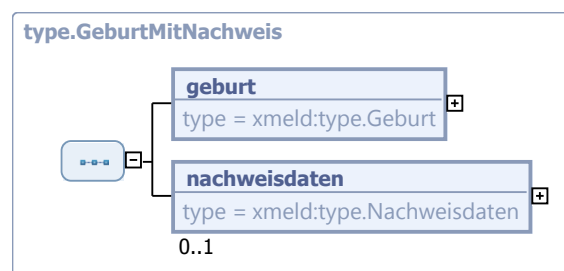 type.GeburtMitNachweis
geburt
type = xmeld:type.Geburt
nachweisdaten
type = xmeld:type.Nachweisdaten
0..1